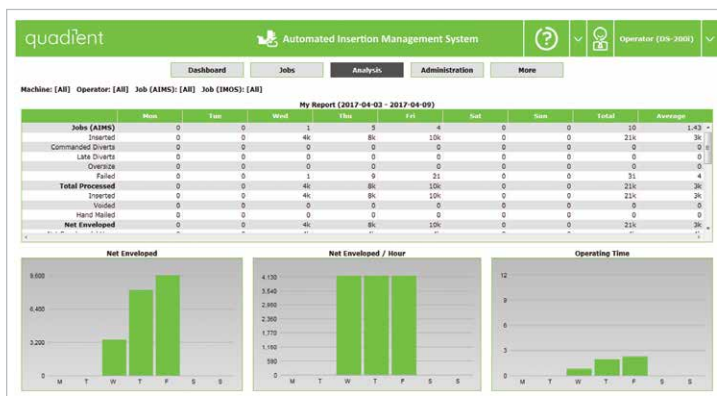 quadient
Automated Insertion Management System
Operator (DS-200i)
Dashboard Jobs Analysis Administration More
Machine: [All] Operator: [All] Job (AIMS): [All] Job (IMOS): [All]
My Report (2017-04-03 - 2017-04-09)
Mon Tue Wed Thu Fri Sat Sun Total Average
Jobs (AIMS) 0 0 1 5 4 0 0 10 1.43
Inserted 0 0 4k 8k 10k 0 0 21k 3k
Commanded Diverts 0 0 0 0 0 0 0 0 0
Late Diverts 0 0 0 0 0 0 0 0 0
Oversize 0 0 0 0 0 0 0 0 0
Failed 0 0 1 9 21 0 0 31 4
Total Processed 0 0 4k 8k 10k 0 0 21k 3k
Inserted 0 0 4k 8k 10k 0 0 21k 3k
Voided 0 0 0 0 0 0 0 0 0
Hand Mailed 0 0 0 0 0 0 0 0 0
Net Enveloped 0 0 4k 8k 10k 0 0 21k 3k
Net Enveloped
9,600
6,400
3,200
0
M T W T F S S
Net Enveloped / Hour
4,130
3,540
2,950
2,360
1,770
1,180
590
0
M T W T F S S
Operating Time
12
9
6
3
0
M T W T F S S